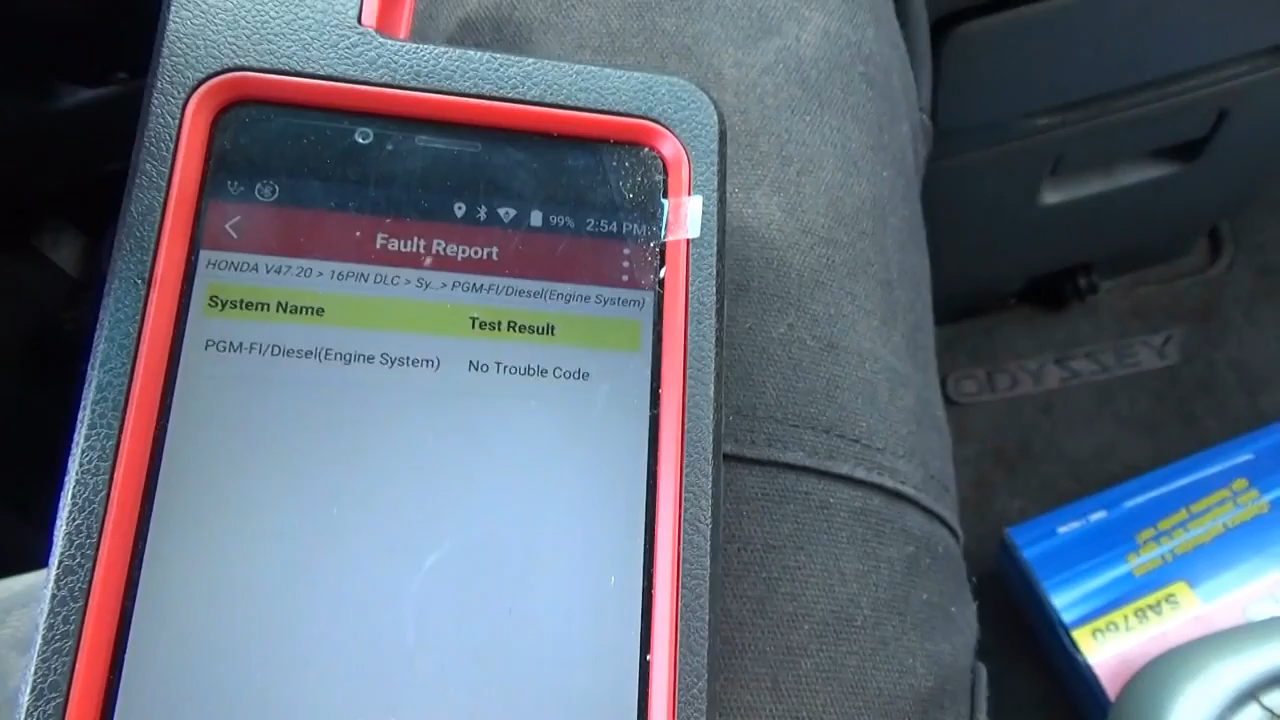 99% 2:54 PM
Fault Report
HONDA V47.20 > 16PIN DLC > Sy...> PGM-FI/Diesel(Engine System)
System Name Test Result
PGM-FI/Diesel(Engine System) No Trouble Code
ODYSSEY
SA8760